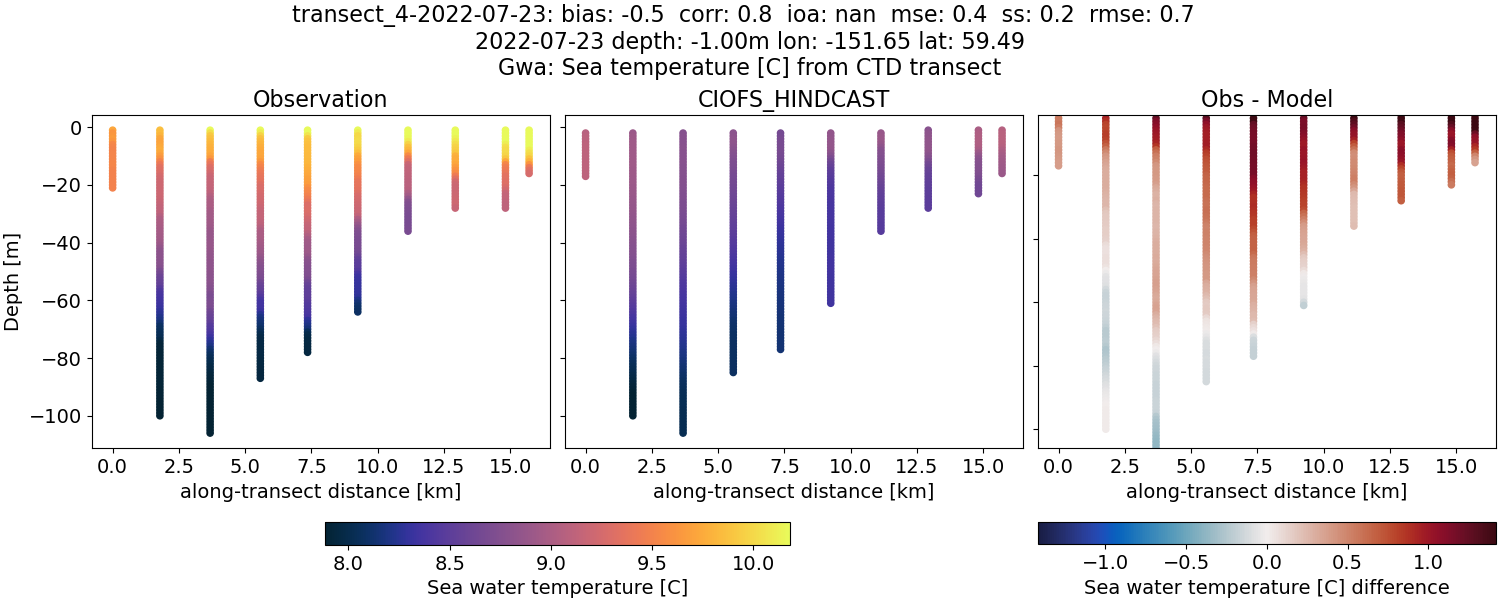 transect_4-2022-07-23: bias: -0.5  corr: 0.8  ioa: nan  mse: 0.4  ss: 0.2  rmse: 0.7
2022-07-23 depth: -1.00m lon: -151.65 lat: 59.49
Gwa: Sea temperature [C] from CTD transect
Observation
CIOFS_HINDCAST
Obs - Model
Depth [m]
0
−20
−40
−60
−80
−100
0.0 2.5 5.0 7.5 10.0 12.5 15.0
0.0 2.5 5.0 7.5 10.0 12.5 15.0
0.0 2.5 5.0 7.5 10.0 12.5 15.0
along-transect distance [km]
along-transect distance [km]
along-transect distance [km]
8.0 8.5 9.0 9.5 10.0
Sea water temperature [C]
−1.0 −0.5 0.0 0.5 1.0
Sea water temperature [C] difference